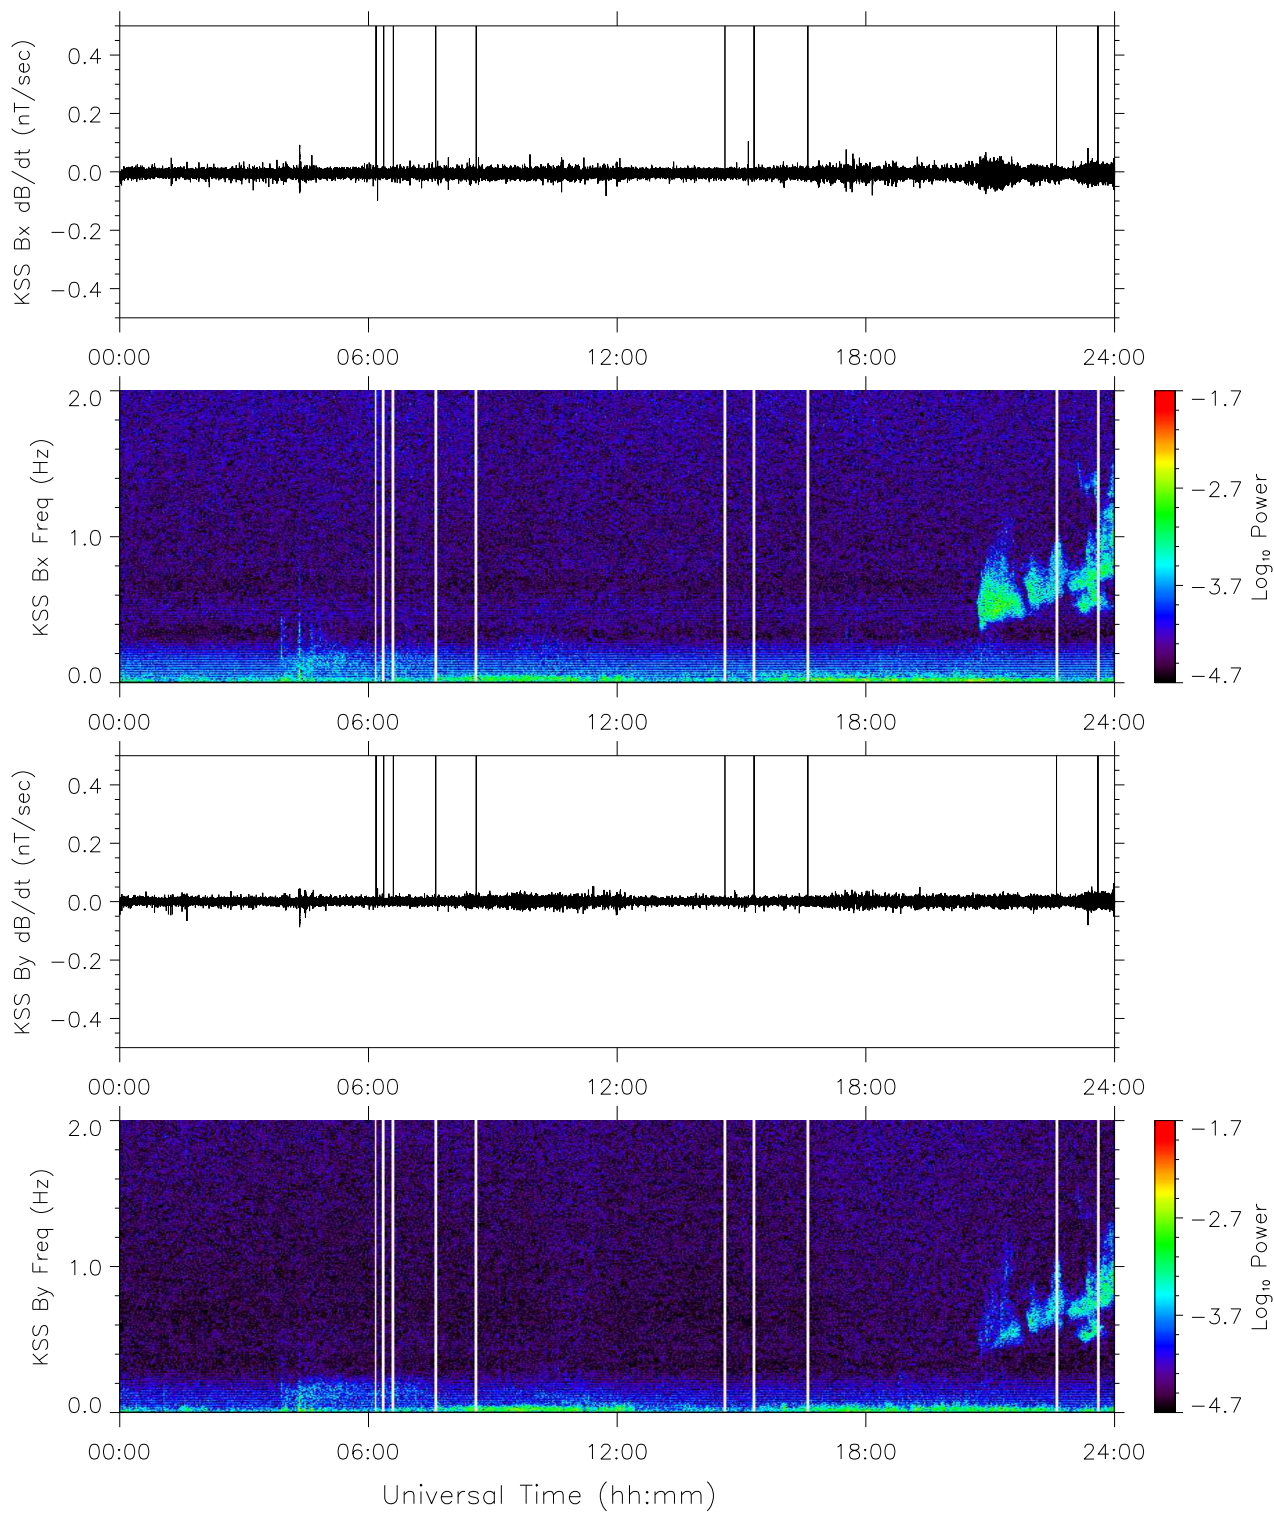 KSS Bx dB/dt (nT/sec)
0.4
0.2
0.0
−0.2
−0.4
00:00 06:00 12:00 18:00 24:00
KSS Bx Freq (Hz)
2.0
1.0
0.0
−1.7
−2.7
−3.7
−4.7
Log₁₀ Power
00:00 06:00 12:00 18:00 24:00
KSS By dB/dt (nT/sec)
0.4
0.2
0.0
−0.2
−0.4
00:00 06:00 12:00 18:00 24:00
KSS By Freq (Hz)
2.0
1.0
0.0
−1.7
−2.7
−3.7
−4.7
Log₁₀ Power
00:00 06:00 12:00 18:00 24:00
Universal Time (hh:mm)